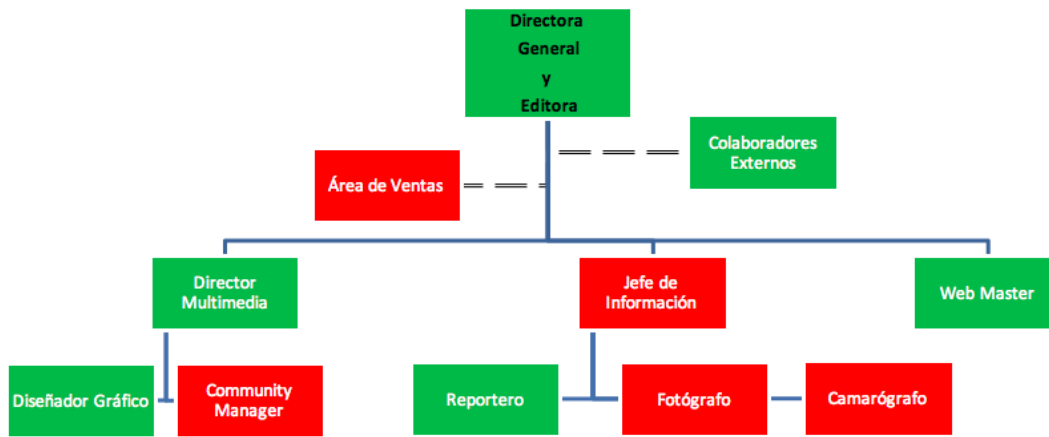 Directora
General
y
Editora
Colaboradores
Externos
Área de Ventas
Director
Multimedia
Jefe de
Información
Web Master
Diseñador Gráfico
Community
Manager
Reportero
Fotógrafo
Camarógrafo